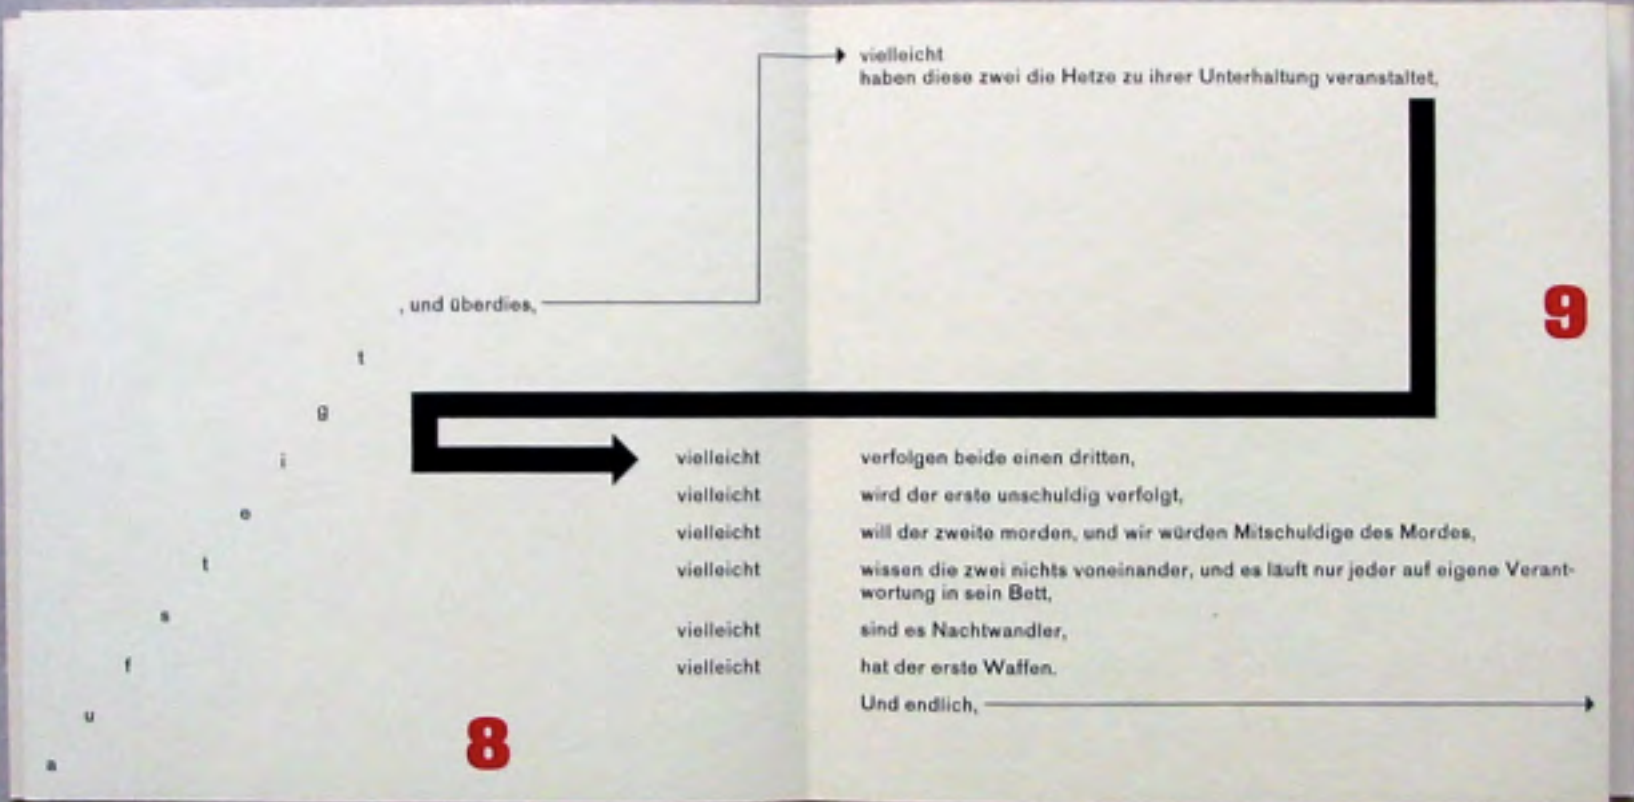 aufsteigt
, und überdies,
vielleicht
haben diese zwei die Hetze zu ihrer Unterhaltung veranstaltet,
vielleicht verfolgen beide einen dritten,
vielleicht wird der erste unschuldig verfolgt,
vielleicht will der zweite morden, und wir würden Mitschuldige des Mordes,
vielleicht wissen die zwei nichts voneinander, und es läuft nur jeder auf eigene Verant-
wortung in sein Bett,
vielleicht sind es Nachtwandler,
vielleicht hat der erste Waffen.
Und endlich,
8
9